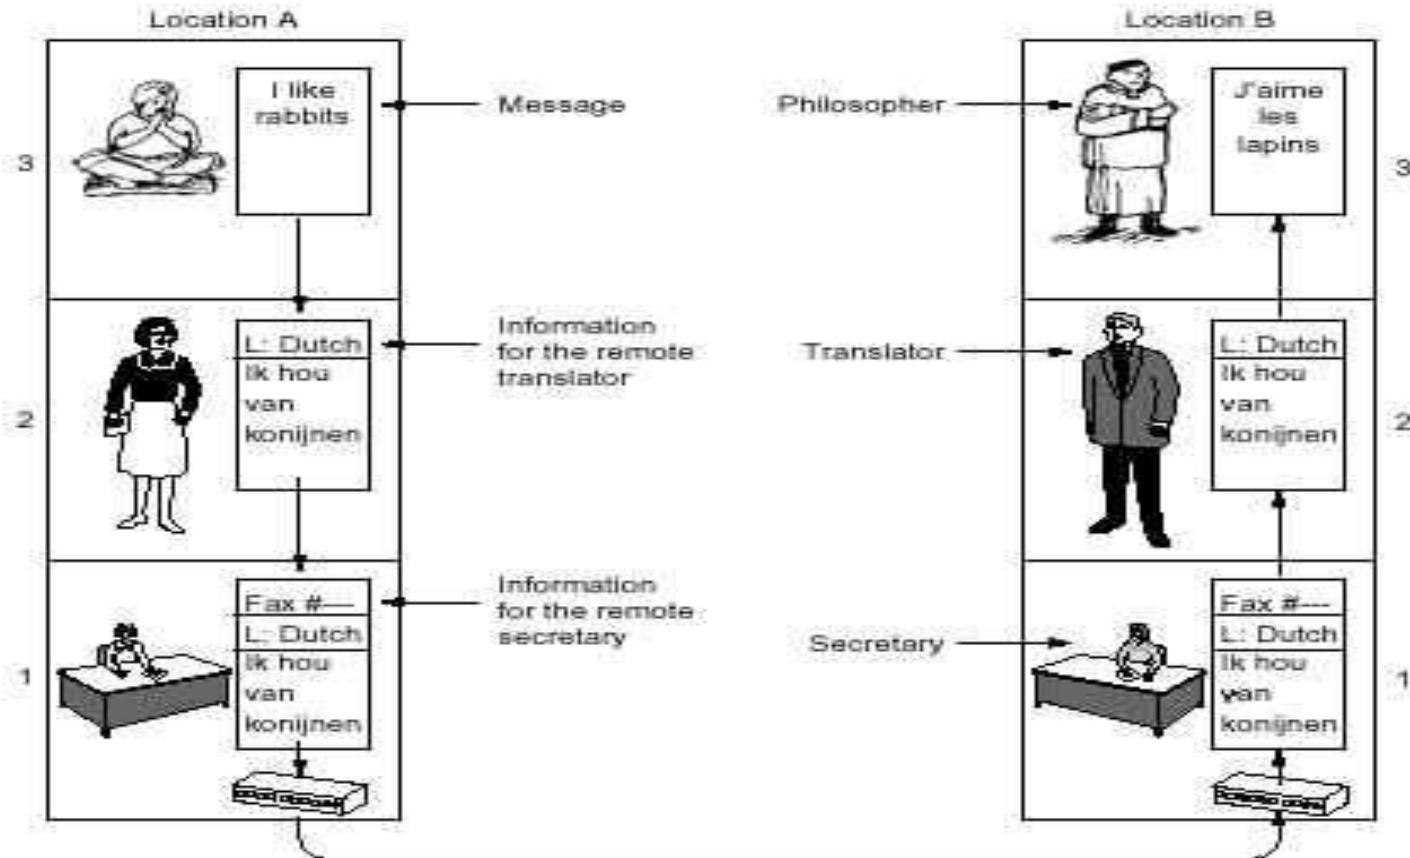 Location A
Location B
I like
rabbits
Message
Philosopher
J'aime
les
lapins
3
3
L: Dutch
Ik hou
van
konijnen
Information
for the remote
translator
Translator
L: Dutch
Ik hou
van
konijnen
2
2
Fax #---
L: Dutch
Ik hou
van
konijnen
Information
for the remote
secretary
Secretary
Fax #---
L: Dutch
Ik hou
van
konijnen
1
1